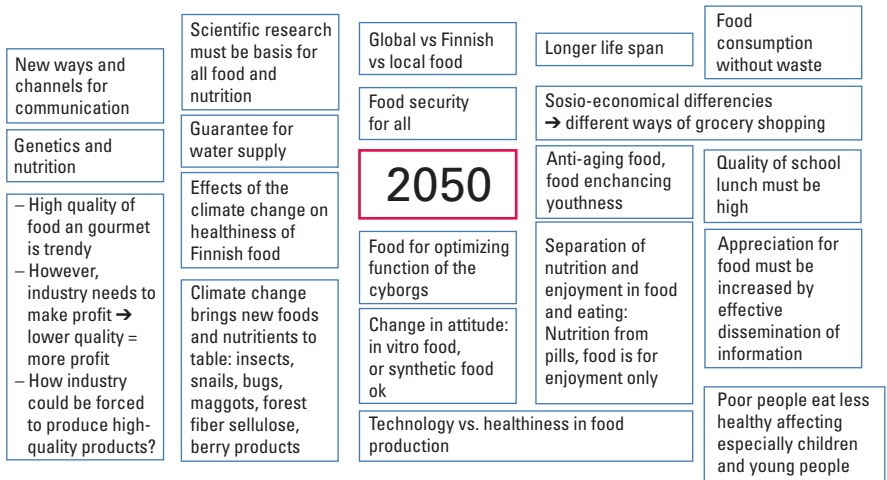 New ways and
channels for
communication
Genetics and
nutrition
– High quality of
food an gourmet
is trendy
– However,
industry needs to
make profit ➔
lower quality =
more profit
– How industry
could be forced
to produce high-
quality products?
Scientific research
must be basis for
all food and
nutrition
Guarantee for
water supply
Effects of the
climate change on
healthiness of
Finnish food
Climate change
brings new foods
and nutritients to
table: insects,
snails, bugs,
maggots, forest
fiber sellulose,
berry products
Global vs Finnish
vs local food
Food security
for all
2050
Food for optimizing
function of the
cyborgs
Change in attitude:
in vitro food,
or synthetic food
ok
Technology vs. healthiness in food
production
Longer life span
Sosio-economical differencies
➔ different ways of grocery shopping
Anti-aging food,
food enchancing
youthness
Separation of
nutrition and
enjoyment in food
and eating:
Nutrition from
pills, food is for
enjoyment only
Food
consumption
without waste
Quality of school
lunch must be
high
Appreciation for
food must be
increased by
effective
dissemination of
information
Poor people eat less
healthy affecting
especially children
and young people